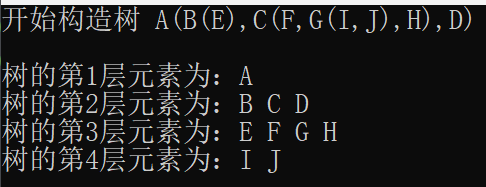 开始构造树 A(B(E),C(F,G(I,J),H),D)
树的第1层元素为：A
树的第2层元素为：B C D
树的第3层元素为：E F G H
树的第4层元素为：I J